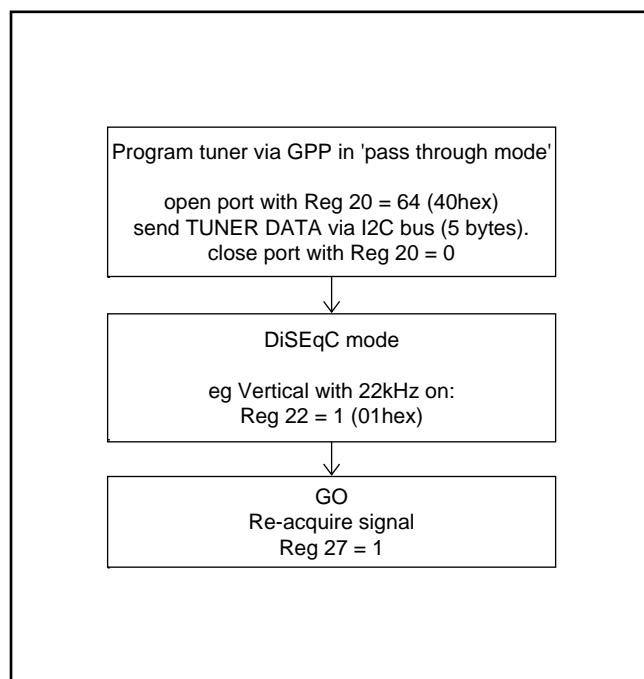 Program tuner via GPP in 'pass through mode'
open port with Reg 20 = 64 (40hex)
send TUNER DATA via I2C bus (5 bytes).
close port with Reg 20 = 0
DiSEqC mode
eg Vertical with 22kHz on:
Reg 22 = 1 (01hex)
GO
Re-acquire signal
Reg 27 = 1